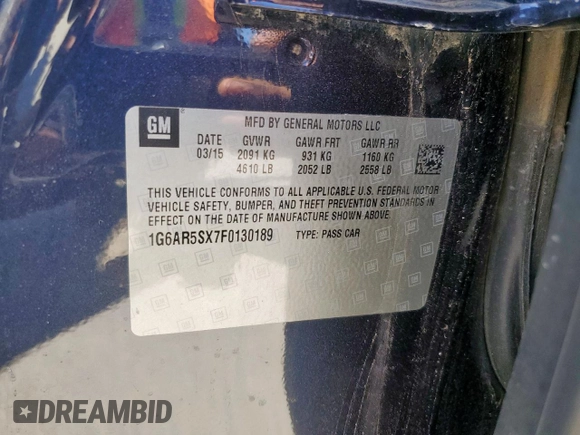 GM
MFD BY GENERAL MOTORS LLC
DATE GVWR GAWR FRT GAWR RR
03/15 2091 KG 931 KG 1160 KG
4610 LB 2052 LB 2558 LB
THIS VEHICLE CONFORMS TO ALL APPLICABLE U.S. FEDERAL MOTOR
VEHICLE SAFETY, BUMPER, AND THEFT PREVENTION STANDARDS IN
EFFECT ON THE DATE OF MANUFACTURE SHOWN ABOVE.
1G6AR5SX7F0130189 TYPE: PASS CAR
DREAMBID